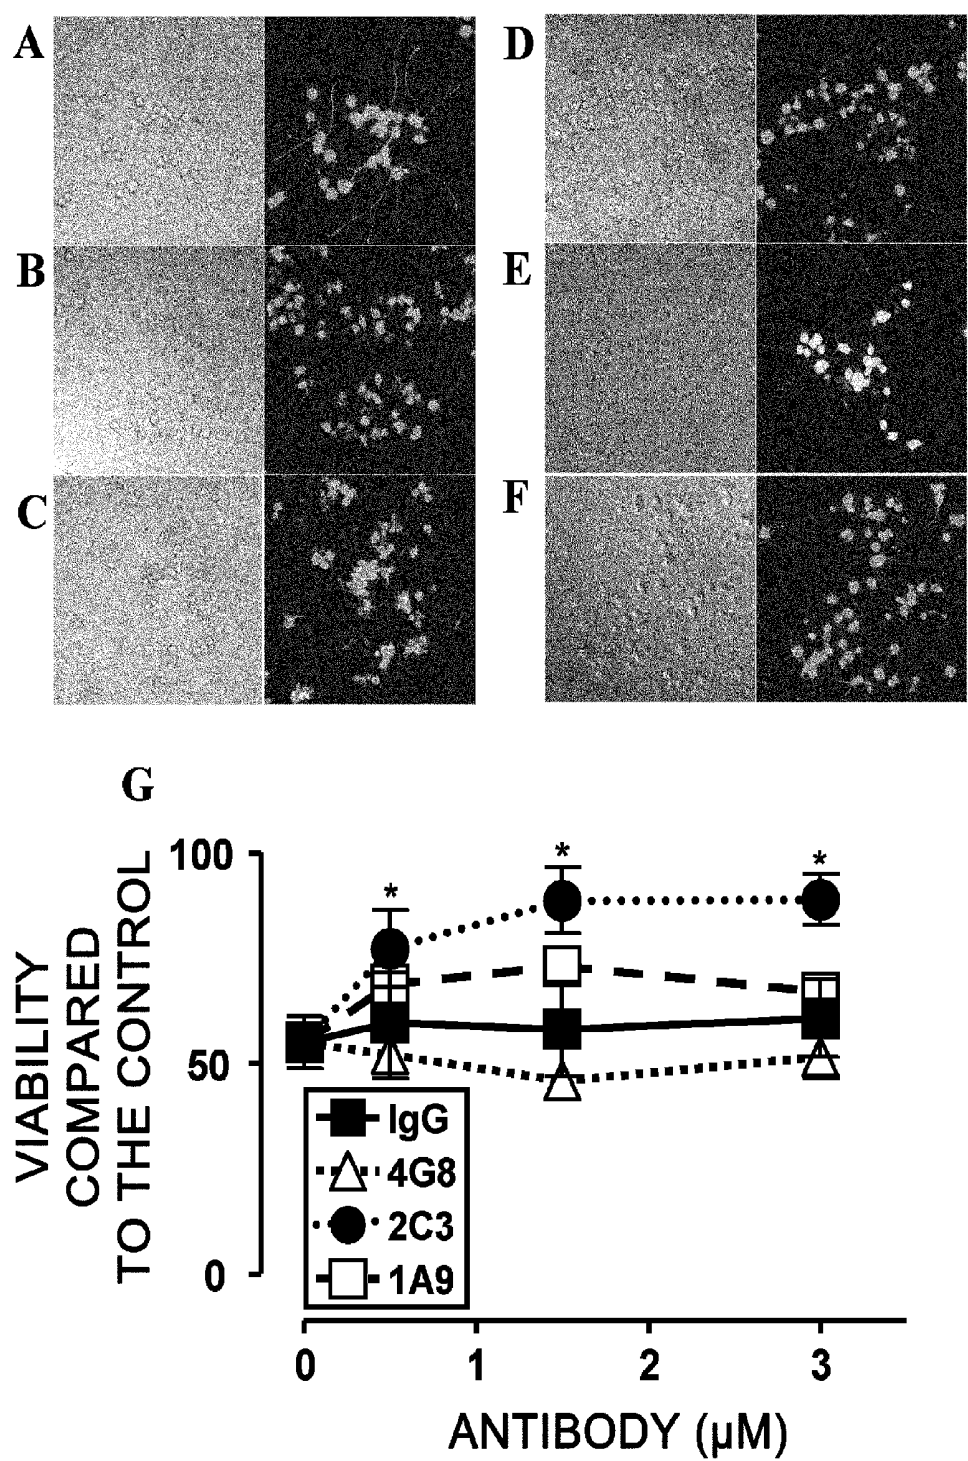 A
D
B
E
C
F
G
VIABILITY
COMPARED
TO THE CONTROL
100
50
0
*
*
*
IgG
4G8
2C3
1A9
0 1 2 3
ANTIBODY (µM)